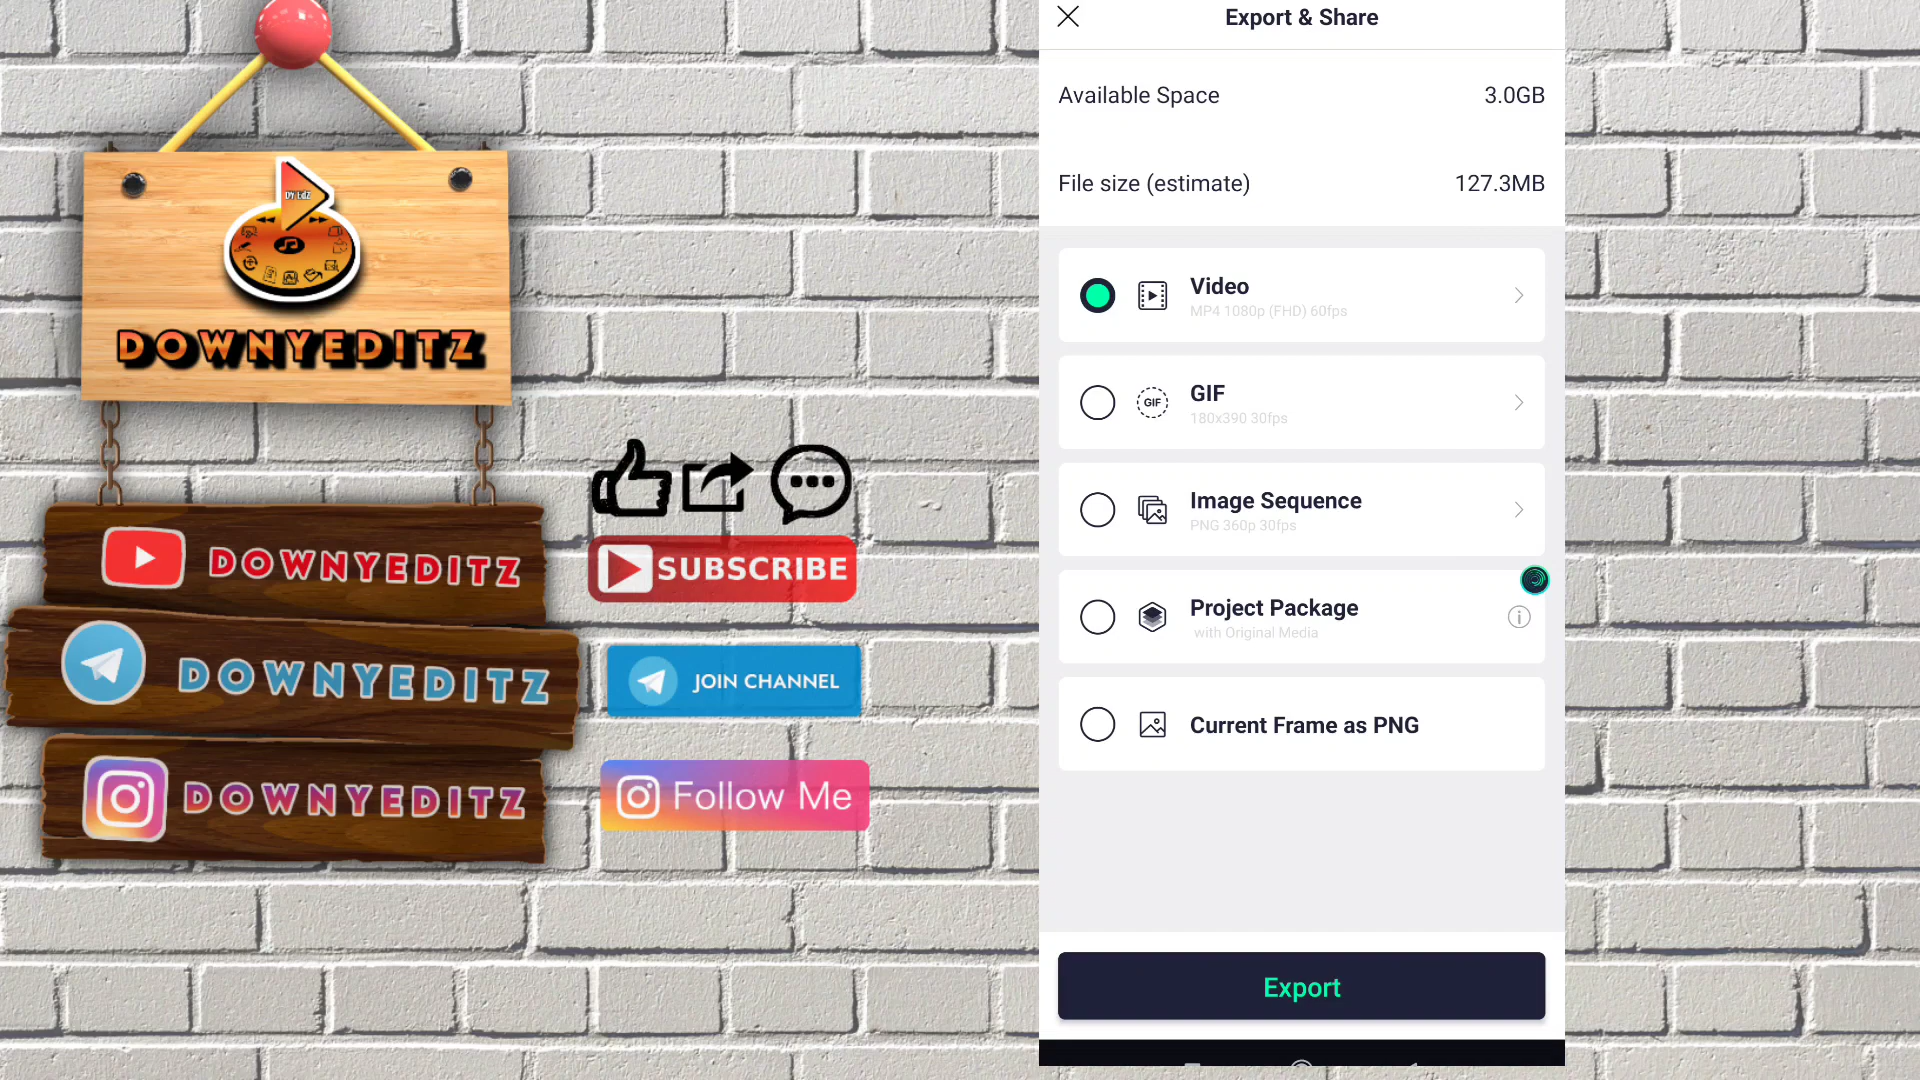 DY EdZ
DOWNYEDITZ
DOWNYEDITZ
DOWNYEDITZ
DOWNYEDITZ
SUBSCRIBE
JOIN CHANNEL
Follow Me
Export & Share
Available Space 3.0GB
File size (estimate) 127.3MB
Video
MP4 1080p (FHD) 60fps
GIF
GIF
180x390 30fps
Image Sequence
PNG 360p 30fps
Project Package
with Original Media
Current Frame as PNG
Export